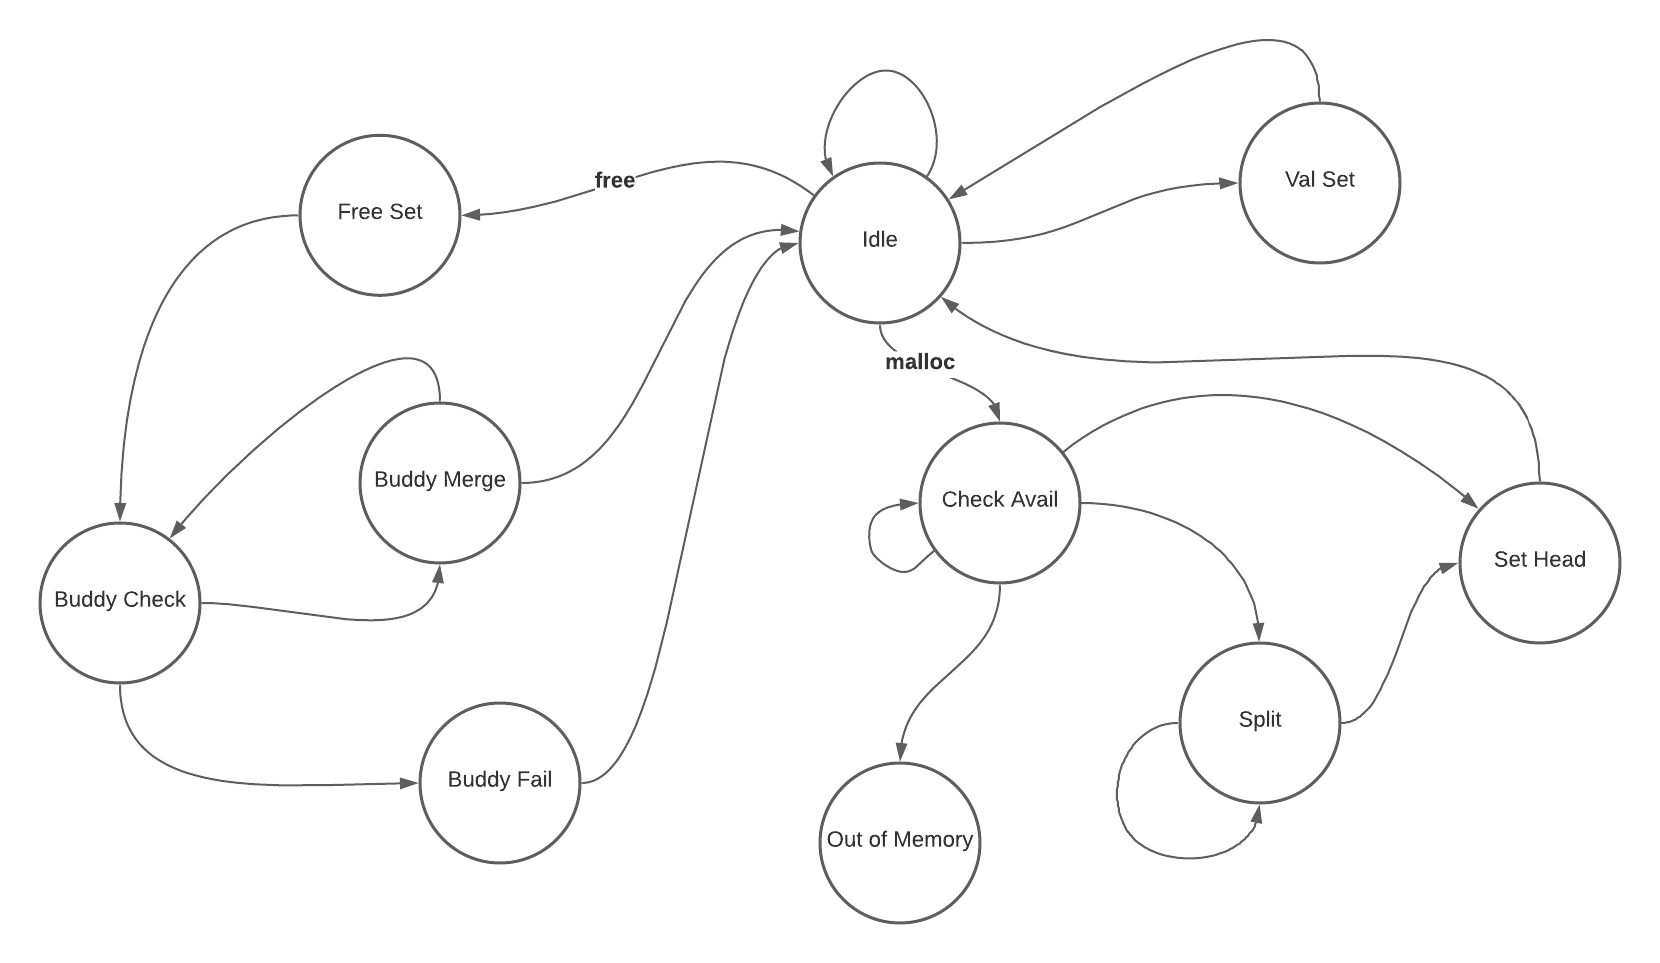 Val Set
free
Free Set
Idle
malloc
Buddy Merge
Check Avail
Set Head
Buddy Check
Split
Buddy Fail
Out of Memory